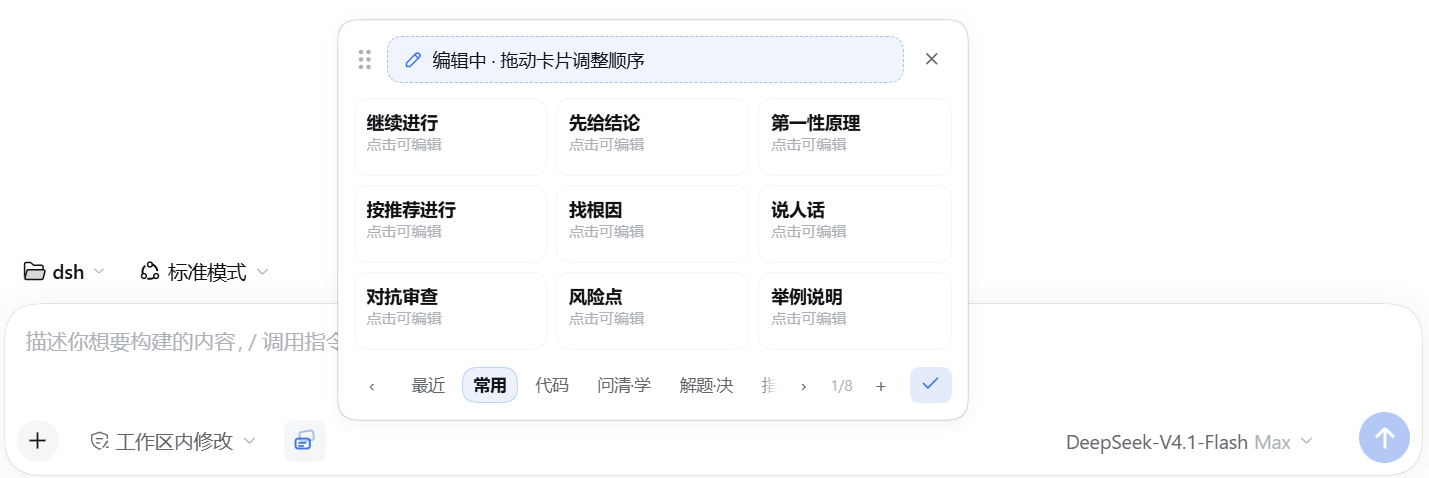 编辑中 · 拖动卡片调整顺序
继续进行
点击可编辑
先给结论
点击可编辑
第一性原理
点击可编辑
按推荐进行
点击可编辑
找根因
点击可编辑
说人话
点击可编辑
对抗审查
点击可编辑
风险点
点击可编辑
举例说明
点击可编辑
‹ 最近 常用 代码 问清·学 解题·决 › 1/8 +
dsh 标准模式
描述你想要构建的内容, / 调用指令
+ 工作区内修改 DeepSeek-V4.1-Flash Max